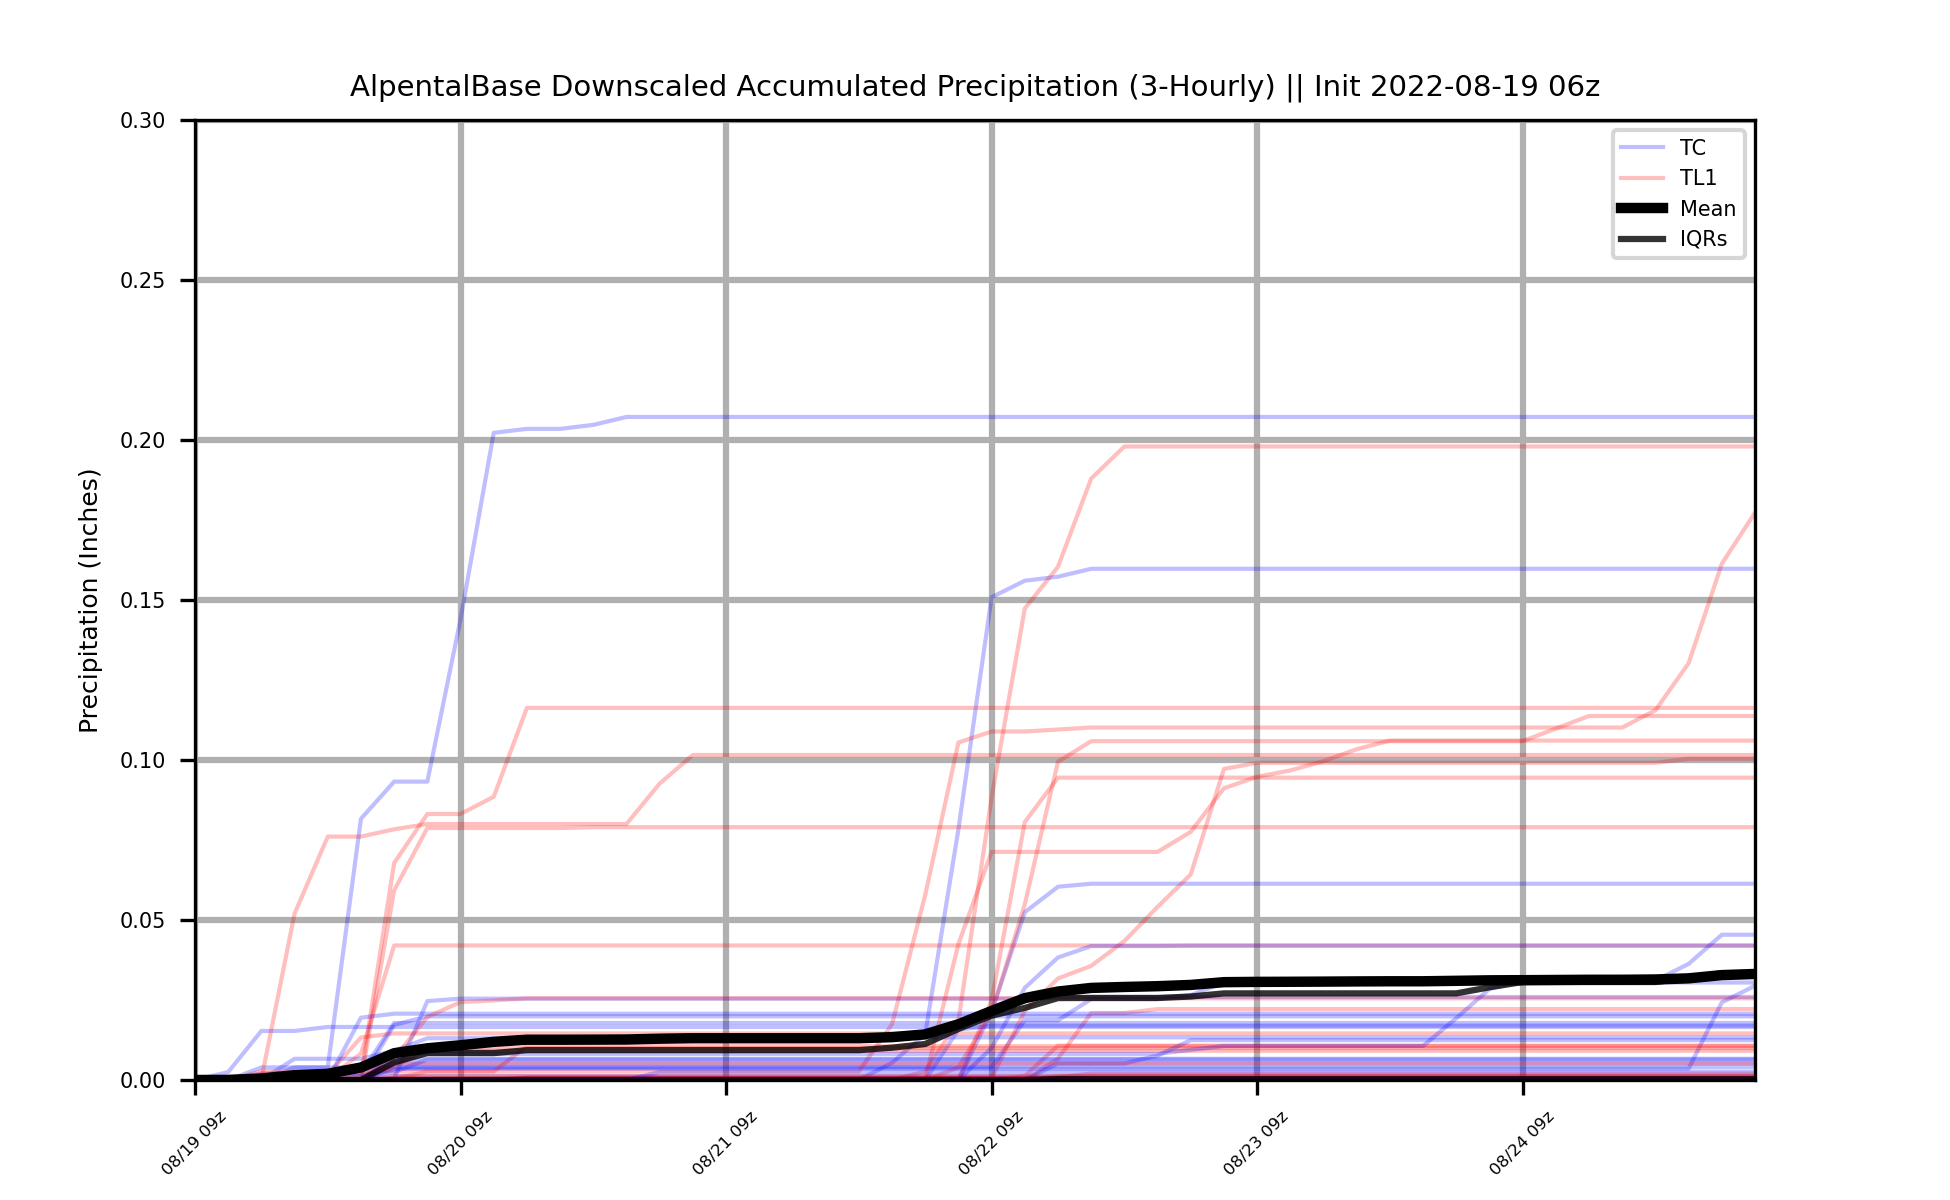 AlpentalBase Downscaled Accumulated Precipitation (3-Hourly) || Init 2022-08-19 06z
TC
TL1
Mean
IQRs
Precipitation (Inches)
0.30
0.25
0.20
0.15
0.10
0.05
0.00
08/19 09z
08/20 09z
08/21 09z
08/22 09z
08/23 09z
08/24 09z